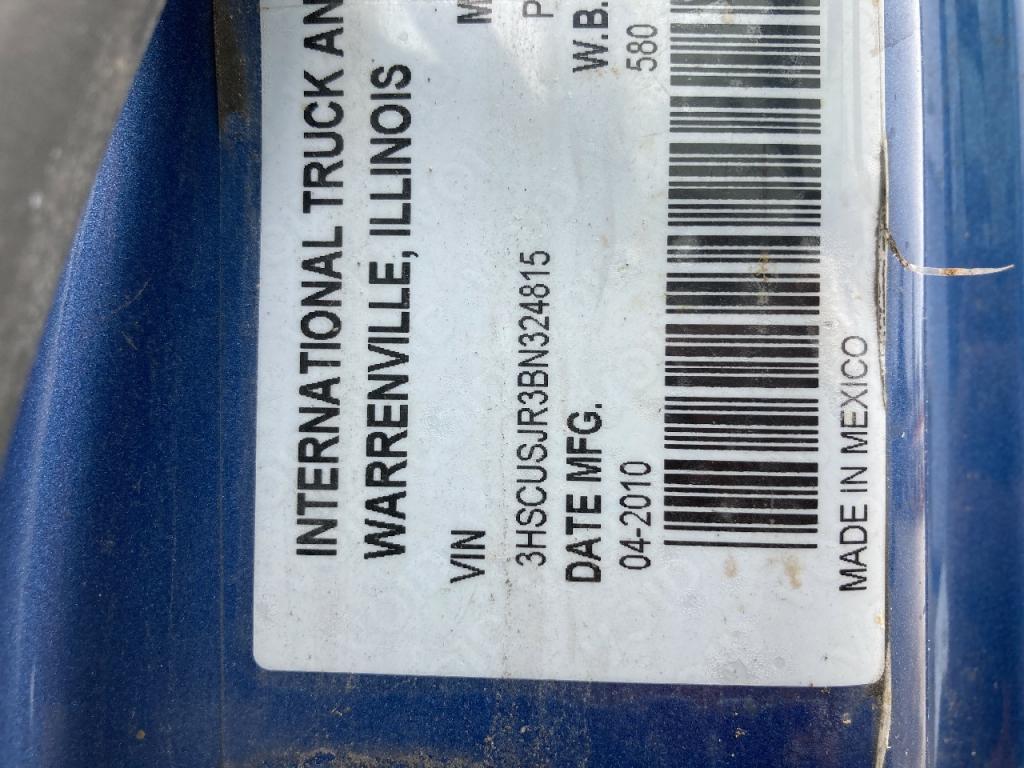 INTERNATIONAL TRUCK AN
WARRENVILLE, ILLINOIS
VIN
3HSCUSJR3BN324815
DATE MFG.
04-2010
W.B.
580
MADE IN MEXICO